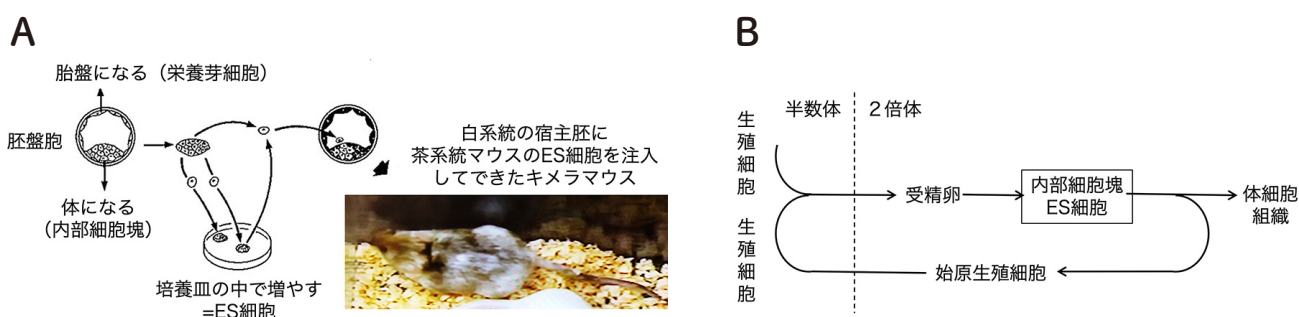 A
胎盤になる（栄養芽細胞）
胚盤胞
体になる
（内部細胞塊）
培養皿の中で増やす
=ES細胞
白系統の宿主胚に
茶系統マウスのES細胞を注入
してできたキメラマウス
B
半数体
2倍体
生殖細胞
生殖細胞
受精卵
内部細胞塊
ES細胞
体細胞
組織
始原生殖細胞